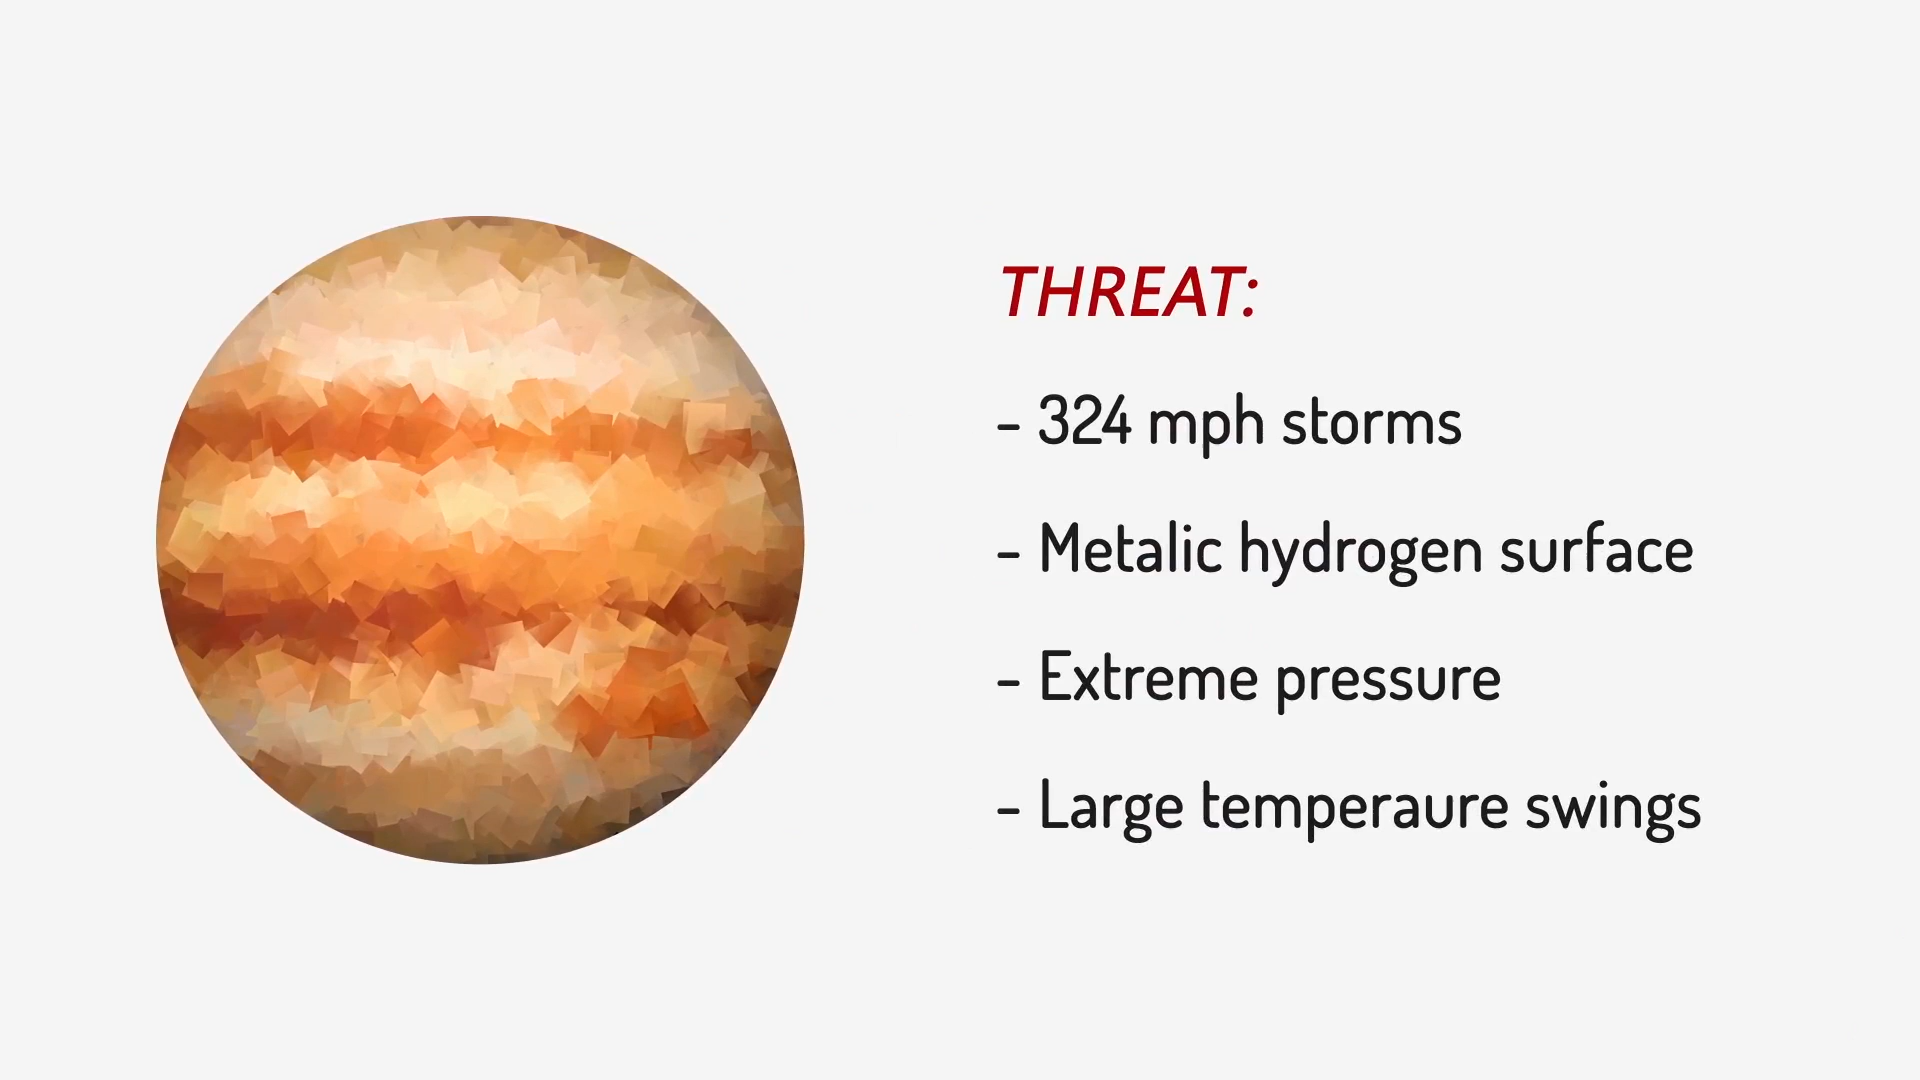 THREAT:
- 324 mph storms
- Metalic hydrogen surface
- Extreme pressure
- Large temperaure swings